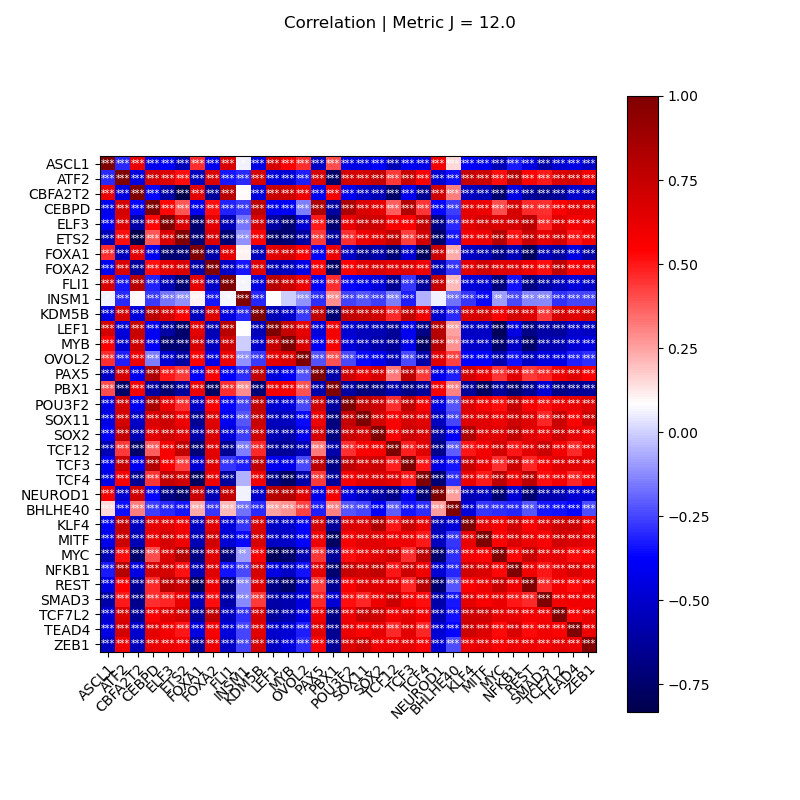 Correlation | Metric J = 12.0
ASCL1
ATF2
CBFA2T2
CEBPD
ELF3
ETS2
FOXA1
FOXA2
FLI1
INSM1
KDM5B
LEF1
MYB
OVOL2
PAX5
PBX1
POU3F2
SOX11
SOX2
TCF12
TCF3
TCF4
NEUROD1
BHLHE40
KLF4
MITF
MYC
NFKB1
REST
SMAD3
TCF7L2
TEAD4
ZEB1
ASCL1
ATF2
CBFA2T2
CEBPD
ELF3
ETS2
FOXA1
FOXA2
FLI1
INSM1
KDM5B
LEF1
MYB
OVOL2
PAX5
PBX1
POU3F2
SOX11
SOX2
TCF12
TCF3
TCF4
NEUROD1
BHLHE40
KLF4
MITF
MYC
NFKB1
REST
SMAD3
TCF7L2
TEAD4
ZEB1
1.00
0.75
0.50
0.25
0.00
−0.25
−0.50
−0.75